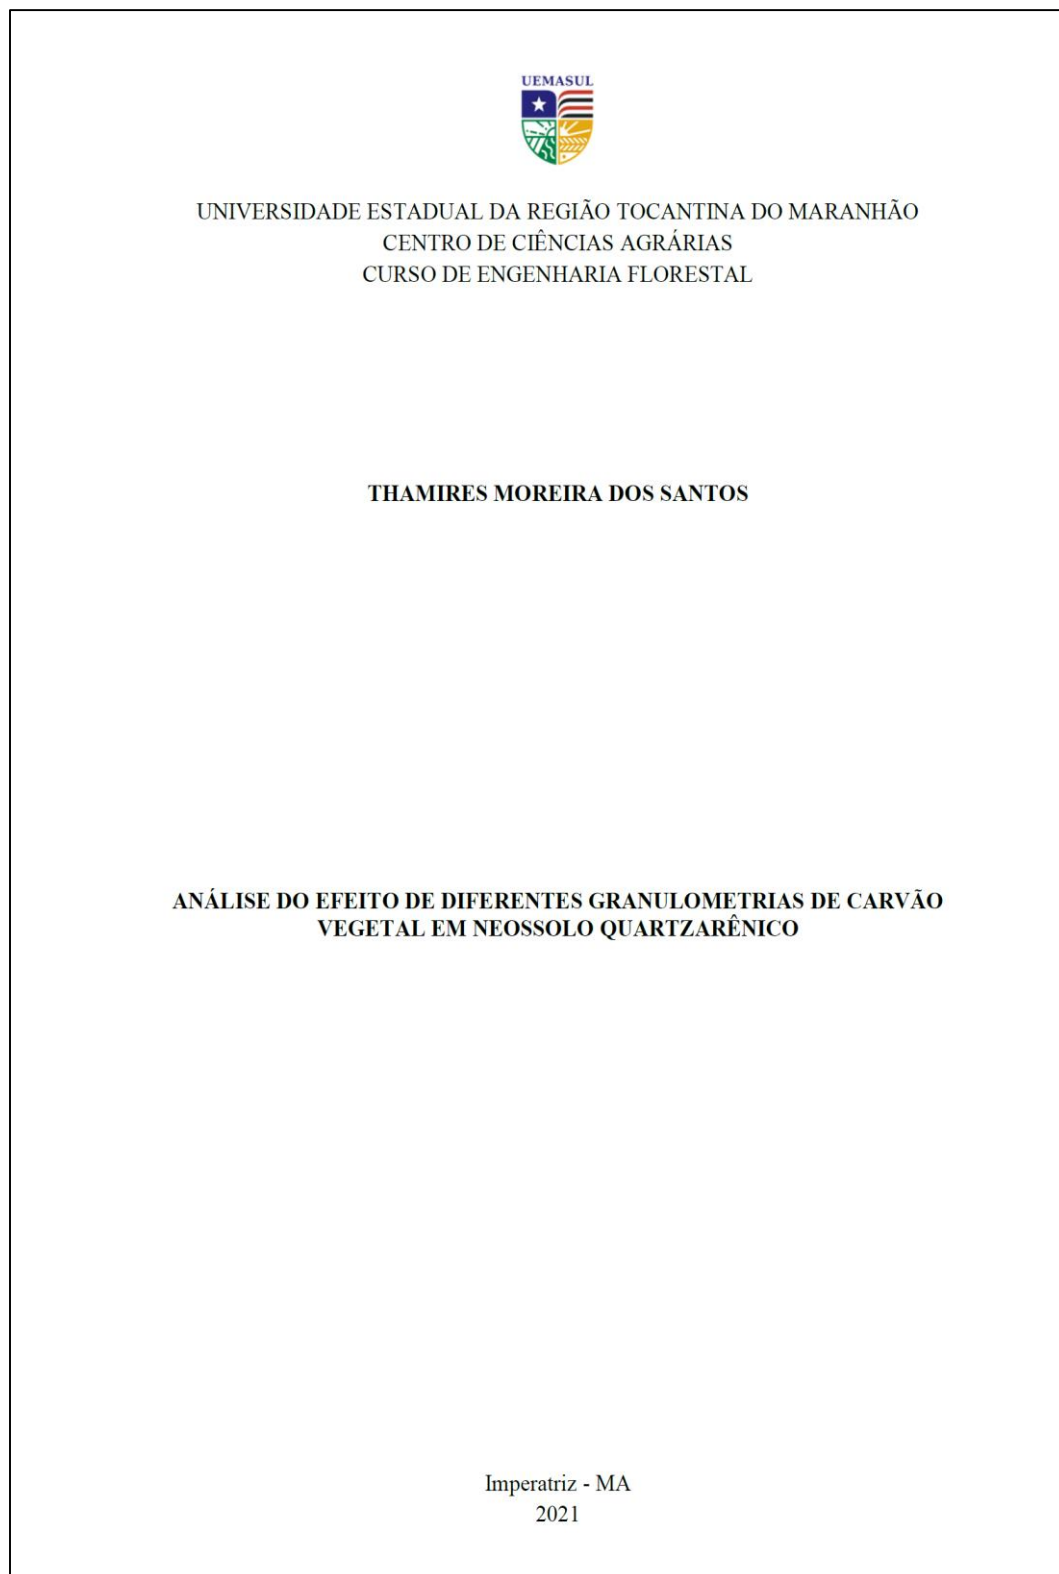 UEMASUL
UNIVERSIDADE ESTADUAL DA REGIÃO TOCANTINA DO MARANHÃO
CENTRO DE CIÊNCIAS AGRÁRIAS
CURSO DE ENGENHARIA FLORESTAL
THAMIRES MOREIRA DOS SANTOS
ANÁLISE DO EFEITO DE DIFERENTES GRANULOMETRIAS DE CARVÃO
VEGETAL EM NEOSSOLO QUARTZARÊNICO
Imperatriz - MA
2021